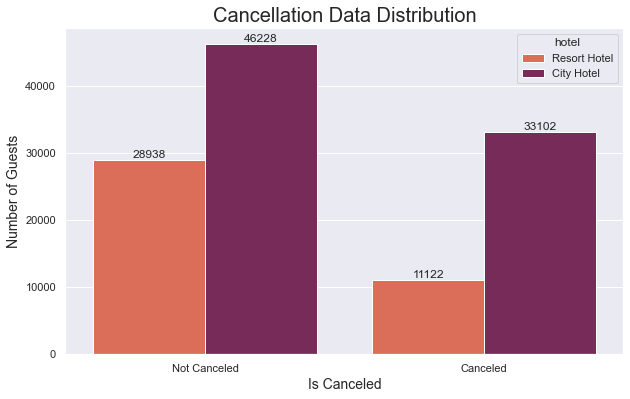 Cancellation Data Distribution
hotel
Resort Hotel
City Hotel
Number of Guests
40000
30000
20000
10000
0
28938
46228
11122
33102
Not Canceled
Canceled
Is Canceled